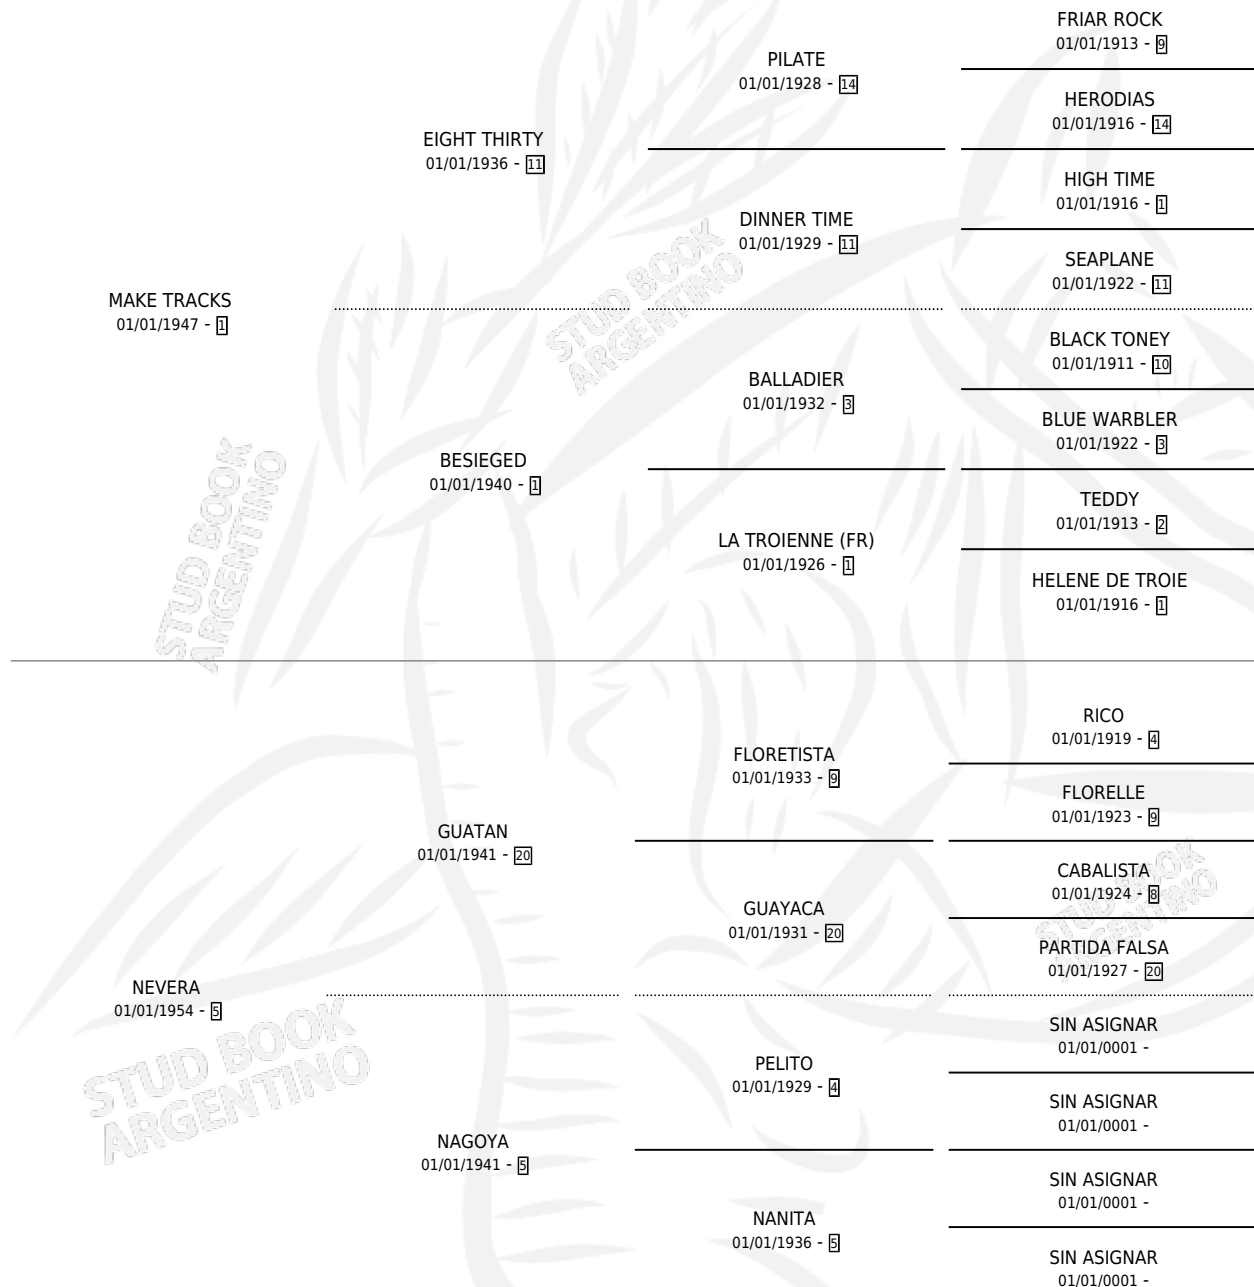 FRIAR ROCK
01/01/1913 - 9
PILATE
01/01/1928 - 14
HERODIAS
01/01/1916 - 14
EIGHT THIRTY
01/01/1936 - 11
HIGH TIME
01/01/1916 - 1
DINNER TIME
01/01/1929 - 11
SEAPLANE
01/01/1922 - 11
MAKE TRACKS
01/01/1947 - 1
BLACK TONEY
01/01/1911 - 10
BALLADIER
01/01/1932 - 3
BLUE WARBLER
01/01/1922 - 3
BESIEGED
01/01/1940 - 1
TEDDY
01/01/1913 - 2
LA TROIENNE (FR)
01/01/1926 - 1
HELENE DE TROIE
01/01/1916 - 1
RICO
01/01/1919 - 4
FLORETISTA
01/01/1933 - 9
FLORELLE
01/01/1923 - 9
GUATAN
01/01/1941 - 20
CABALISTA
01/01/1924 - 8
GUAYACA
01/01/1931 - 20
PARTIDA FALSA
01/01/1927 - 20
NEVERA
01/01/1954 - 5
SIN ASIGNAR
01/01/0001 -
PELITO
01/01/1929 - 4
SIN ASIGNAR
01/01/0001 -
NAGOYA
01/01/1941 - 5
SIN ASIGNAR
01/01/0001 -
NANITA
01/01/1936 - 5
SIN ASIGNAR
01/01/0001 -
STUD BOOK
ARGENTINO
STUD BOOK
ARGENTINO
STUD BOOK
ARGENTINO
STUD BOOK
ARGENTINO